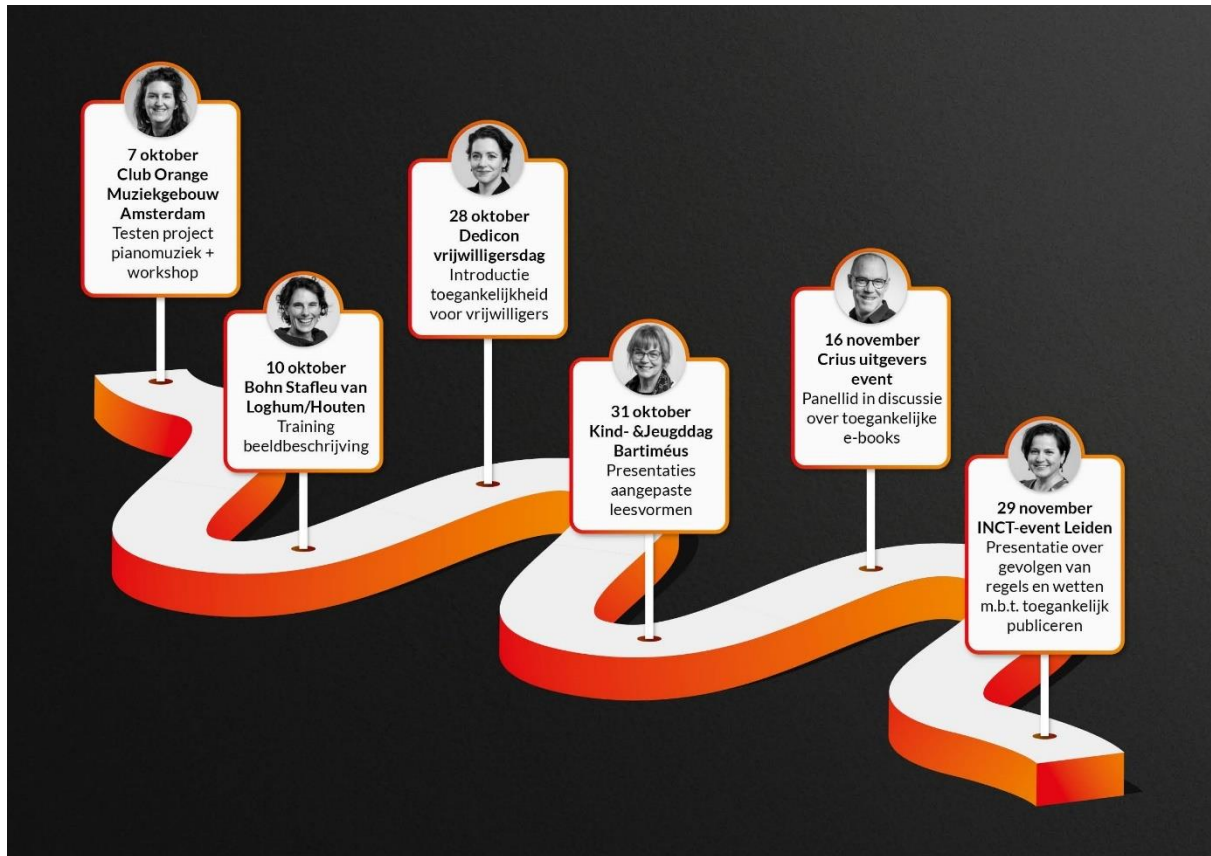 7 oktober
Club Orange
Muziekgebouw
Amsterdam
Testen project
pianomuziek +
workshop
10 oktober
Bohn Stafleu van
Loghum/Houten
Training
beeldbeschrijving
28 oktober
Dedicon
vrijwilligersdag
Introductie
toegankelijkheid
voor vrijwilligers
31 oktober
Kind- &Jeugddag
Bartiméus
Presentaties
aangepaste
leesvormen
16 november
Crius uitgevers
event
Panellid in discussie
over toegankelijke
e-books
29 november
INCT-event Leiden
Presentatie over
gevolgen van
regels en wetten
m.b.t. toegankelijk
publiceren